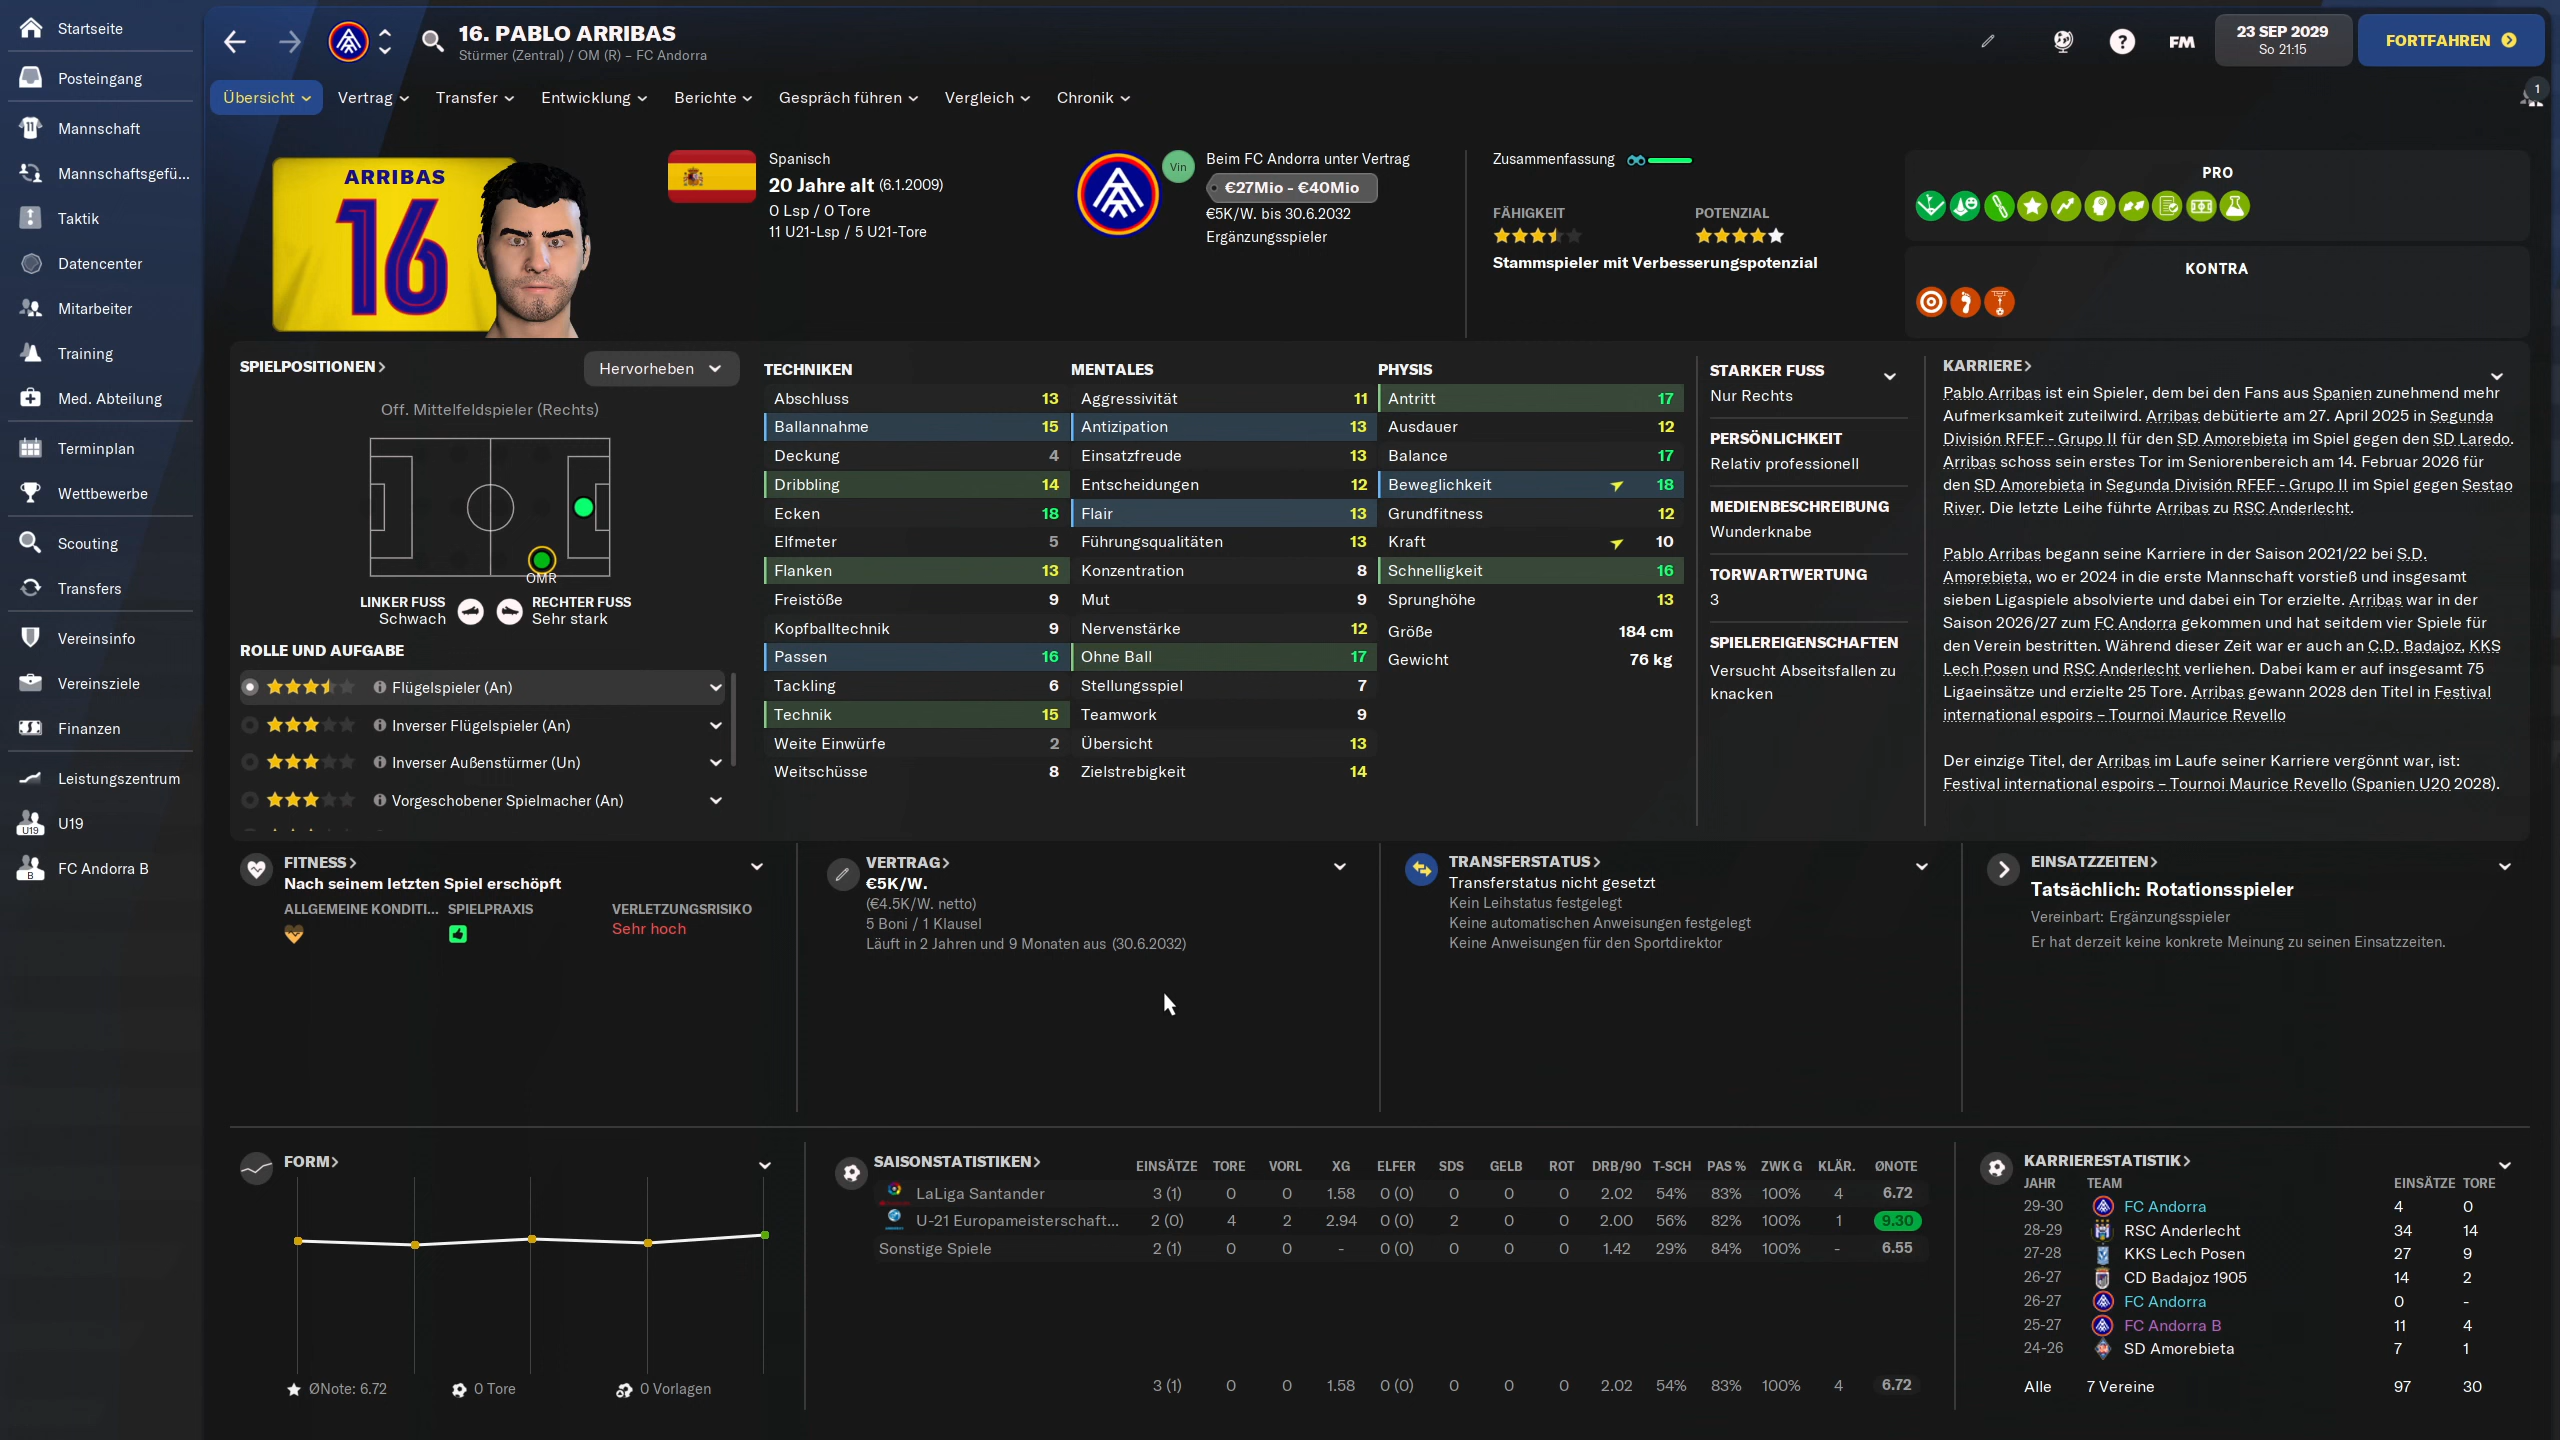 Startseite
Posteingang
Mannschaft
Mannschaftsgefü...
Taktik
Datencenter
Mitarbeiter
Training
Med. Abteilung
Terminplan
Wettbewerbe
Scouting
Transfers
Vereinsinfo
Vereinsziele
Finanzen
Leistungszentrum
U19
U19
B
FC Andorra B
16. PABLO ARRIBAS
Stürmer (Zentral) / OM (R) – FC Andorra
?
FM
23 SEP 2029
So 21:15
FORTFAHREN
Übersicht
Vertrag
Transfer
Entwicklung
Berichte
Gespräch führen
Vergleich
Chronik
1
ARRIBAS
16
Spanisch
20 Jahre alt (6.1.2009)
0 Lsp / 0 Tore
11 U21-Lsp / 5 U21-Tore
Vin
Beim FC Andorra unter Vertrag
€27Mio - €40Mio
€5K/W. bis 30.6.2032
Ergänzungsspieler
Zusammenfassung
FÄHIGKEIT
POTENZIAL
Stammspieler mit Verbesserungspotenzial
PRO
KONTRA
SPIELPOSITIONEN>
Hervorheben
Off. Mittelfeldspieler (Rechts)
OMR
LINKER FUSS
Schwach
RECHTER FUSS
Sehr stark
ROLLE UND AUFGABE
Flügelspieler (An)
Inverser Flügelspieler (An)
Inverser Außenstürmer (Un)
Vorgeschobener Spielmacher (An)
TECHNIKEN
Abschluss 13
Ballannahme 15
Deckung 4
Dribbling 14
Ecken 18
Elfmeter 5
Flanken 13
Freistöße 9
Kopfballtechnik 9
Passen 16
Tackling 6
Technik 15
Weite Einwürfe 2
Weitschüsse 8
MENTALES
Aggressivität 11
Antizipation 13
Einsatzfreude 13
Entscheidungen 12
Flair 13
Führungsqualitäten 13
Konzentration 8
Mut 9
Nervenstärke 12
Ohne Ball 17
Stellungsspiel 7
Teamwork 9
Übersicht 13
Zielstrebigkeit 14
PHYSIS
Antritt 17
Ausdauer 12
Balance 17
Beweglichkeit 18
Grundfitness 12
Kraft 10
Schnelligkeit 16
Sprunghöhe 13
Größe 184 cm
Gewicht 76 kg
STARKER FUSS
Nur Rechts
PERSÖNLICHKEIT
Relativ professionell
MEDIENBESCHREIBUNG
Wunderknabe
TORWARTWERTUNG
3
SPIELEREIGENSCHAFTEN
Versucht Abseitsfallen zu
knacken
KARRIERE>
Pablo Arribas ist ein Spieler, dem bei den Fans aus Spanien zunehmend mehr
Aufmerksamkeit zuteilwird. Arribas debütierte am 27. April 2025 in Segunda
División RFEF - Grupo II für den SD Amorebieta im Spiel gegen den SD Laredo.
Arribas schoss sein erstes Tor im Seniorenbereich am 14. Februar 2026 für
den SD Amorebieta in Segunda División RFEF - Grupo II im Spiel gegen Sestao
River. Die letzte Leihe führte Arribas zu RSC Anderlecht.
Pablo Arribas begann seine Karriere in der Saison 2021/22 bei S.D.
Amorebieta, wo er 2024 in die erste Mannschaft vorstieß und insgesamt
sieben Ligaspiele absolvierte und dabei ein Tor erzielte. Arribas war in der
Saison 2026/27 zum FC Andorra gekommen und hat seitdem vier Spiele für
den Verein bestritten. Während dieser Zeit war er auch an C.D. Badajoz, KKS
Lech Posen und RSC Anderlecht verliehen. Dabei kam er auf insgesamt 75
Ligaeinsätze und erzielte 25 Tore. Arribas gewann 2028 den Titel in Festival
international espoirs – Tournoi Maurice Revello
Der einzige Titel, der Arribas im Laufe seiner Karriere vergönnt war, ist:
Festival international espoirs – Tournoi Maurice Revello (Spanien U20 2028).
FITNESS>
Nach seinem letzten Spiel erschöpft
ALLGEMEINE KONDITI... SPIELPRAXIS VERLETZUNGSRISIKO
Sehr hoch
VERTRAG>
€5K/W.
(€4.5K/W. netto)
5 Boni / 1 Klausel
Läuft in 2 Jahren und 9 Monaten aus (30.6.2032)
TRANSFERSTATUS>
Transferstatus nicht gesetzt
Kein Leihstatus festgelegt
Keine automatischen Anweisungen festgelegt
Keine Anweisungen für den Sportdirektor
EINSATZZEITEN>
Tatsächlich: Rotationsspieler
Vereinbart: Ergänzungsspieler
Er hat derzeit keine konkrete Meinung zu seinen Einsatzzeiten.
FORM>
ØNote: 6.72
0 Tore
0 Vorlagen
SAISONSTATISTIKEN> EINSÄTZE TORE VORL XG ELFER SDS GELB ROT DRB/90 T-SCH PAS % ZWK G KLÄR. ØNOTE
LaLiga Santander 3 (1) 0 0 1.58 0 (0) 0 0 0 2.02 54% 83% 100% 4 6.72
U-21 Europameisterschaft... 2 (0) 4 2 2.94 0 (0) 2 0 0 2.00 56% 82% 100% 1 9.30
Sonstige Spiele 2 (1) 0 0 - 0 (0) 0 0 0 1.42 29% 84% 100% - 6.55
3 (1) 0 0 1.58 0 (0) 0 0 0 2.02 54% 83% 100% 4 6.72
KARRIERESTATISTIK>
JAHR TEAM EINSÄTZE TORE
29-30 FC Andorra 4 0
28-29 RSC Anderlecht 34 14
27-28 KKS Lech Posen 27 9
26-27 CD Badajoz 1905 14 2
26-27 FC Andorra 0 -
25-27 FC Andorra B 11 4
24-26 SD Amorebieta 7 1
Alle 7 Vereine 97 30